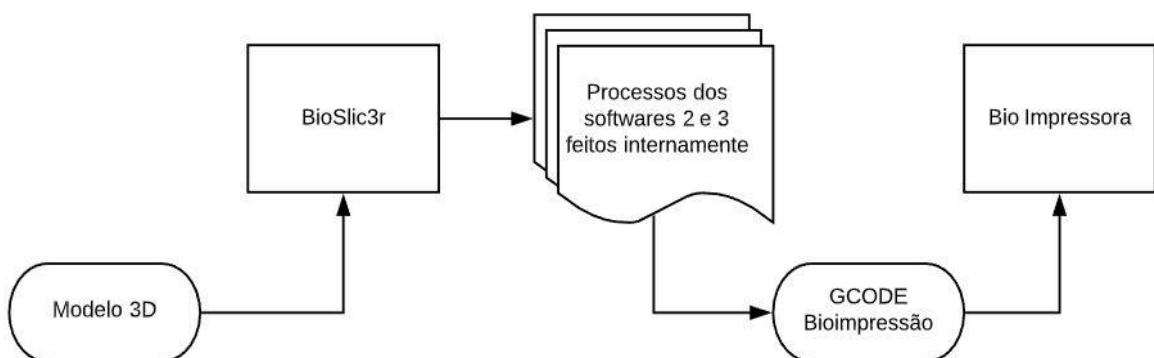 BioSlic3r
Processos dos
softwares 2 e 3
feitos internamente
Bio Impressora
Modelo 3D
GCODE
Bioimpressão